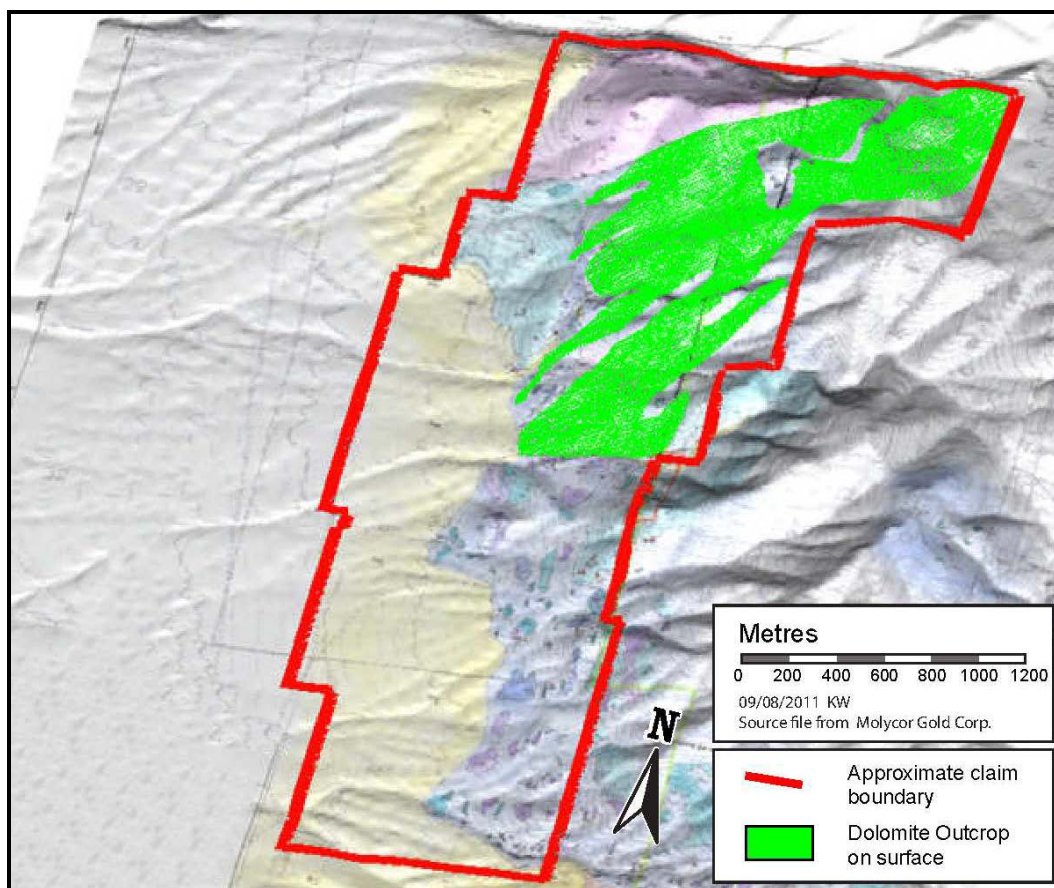 Metres
0 200 400 600 800 1000 1200
09/08/2011 KW
Source file from Molycor Gold Corp.
N
Approximate claim
boundary
Dolomite Outcrop
on surface